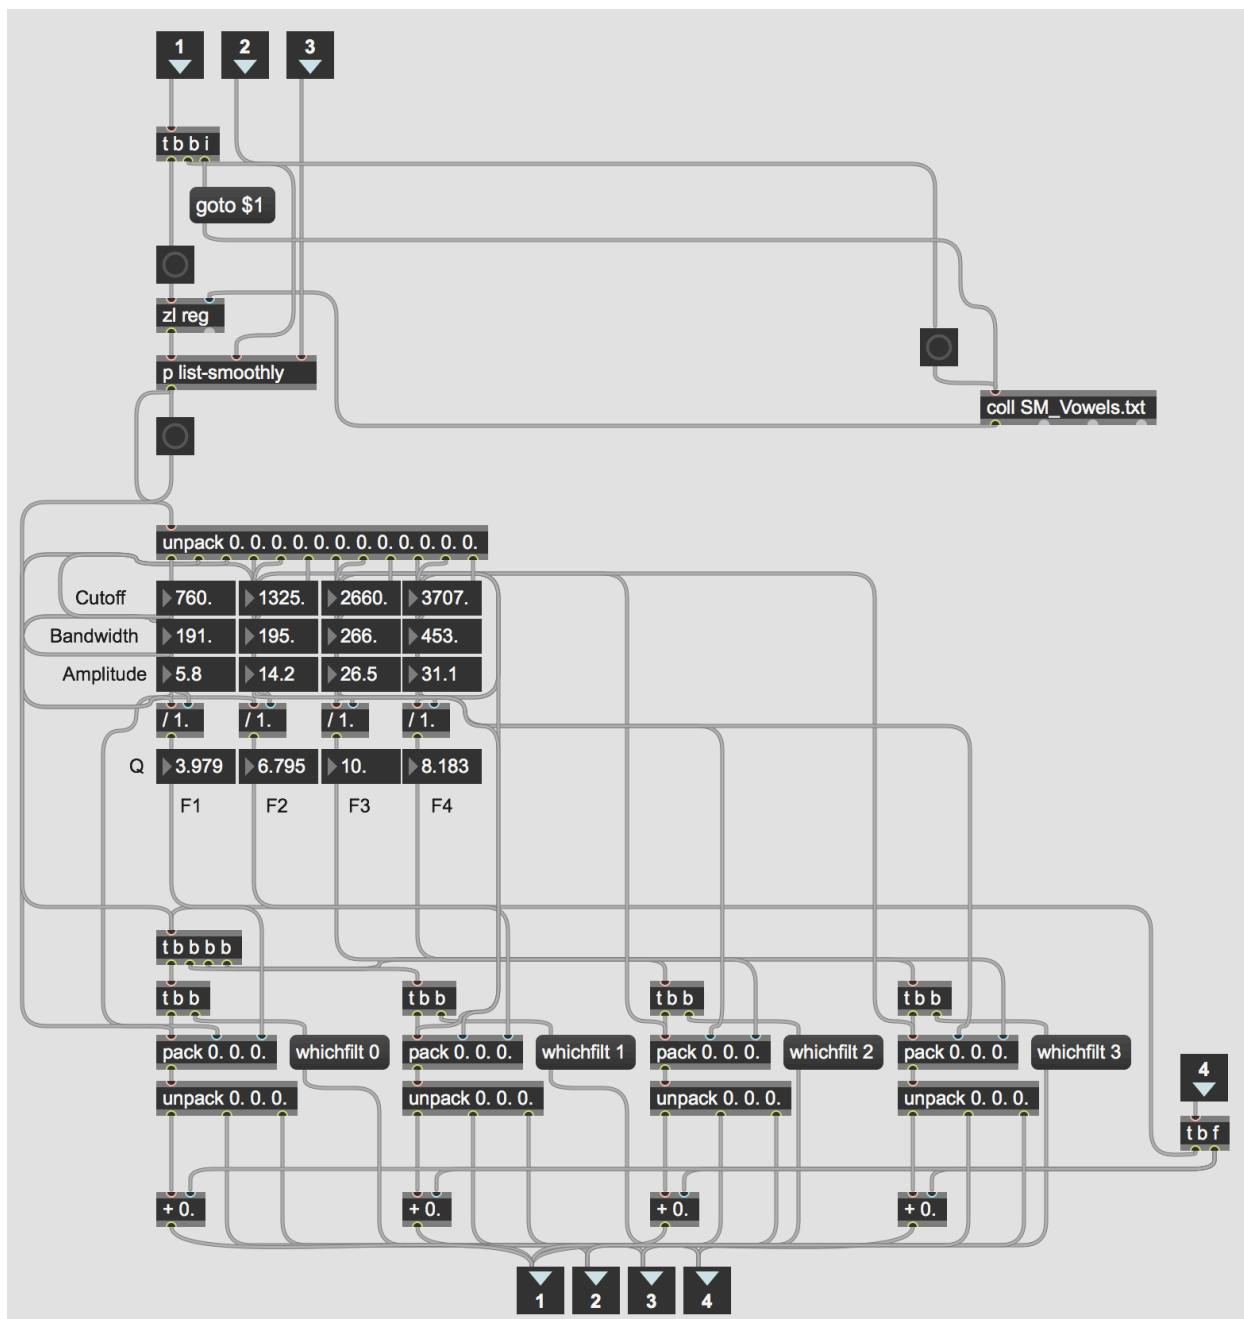 1 2 3
t b b i
goto $1
zl reg
p list-smoothly
coll SM_Vowels.txt
unpack 0. 0. 0. 0. 0. 0. 0. 0. 0. 0. 0. 0.
Cutoff 760. 1325. 2660. 3707.
Bandwidth 191. 195. 266. 453.
Amplitude 5.8 14.2 26.5 31.1
/ 1. / 1. / 1. / 1.
Q 3.979 6.795 10. 8.183
F1 F2 F3 F4
t b b b b
t b b t b b t b b t b b
pack 0. 0. 0. whichfilt 0 pack 0. 0. 0. whichfilt 1 pack 0. 0. 0. whichfilt 2 pack 0. 0. 0. whichfilt 3
4
unpack 0. 0. 0. unpack 0. 0. 0. unpack 0. 0. 0. unpack 0. 0. 0.
t b f
+ 0. + 0. + 0. + 0.
1 2 3 4